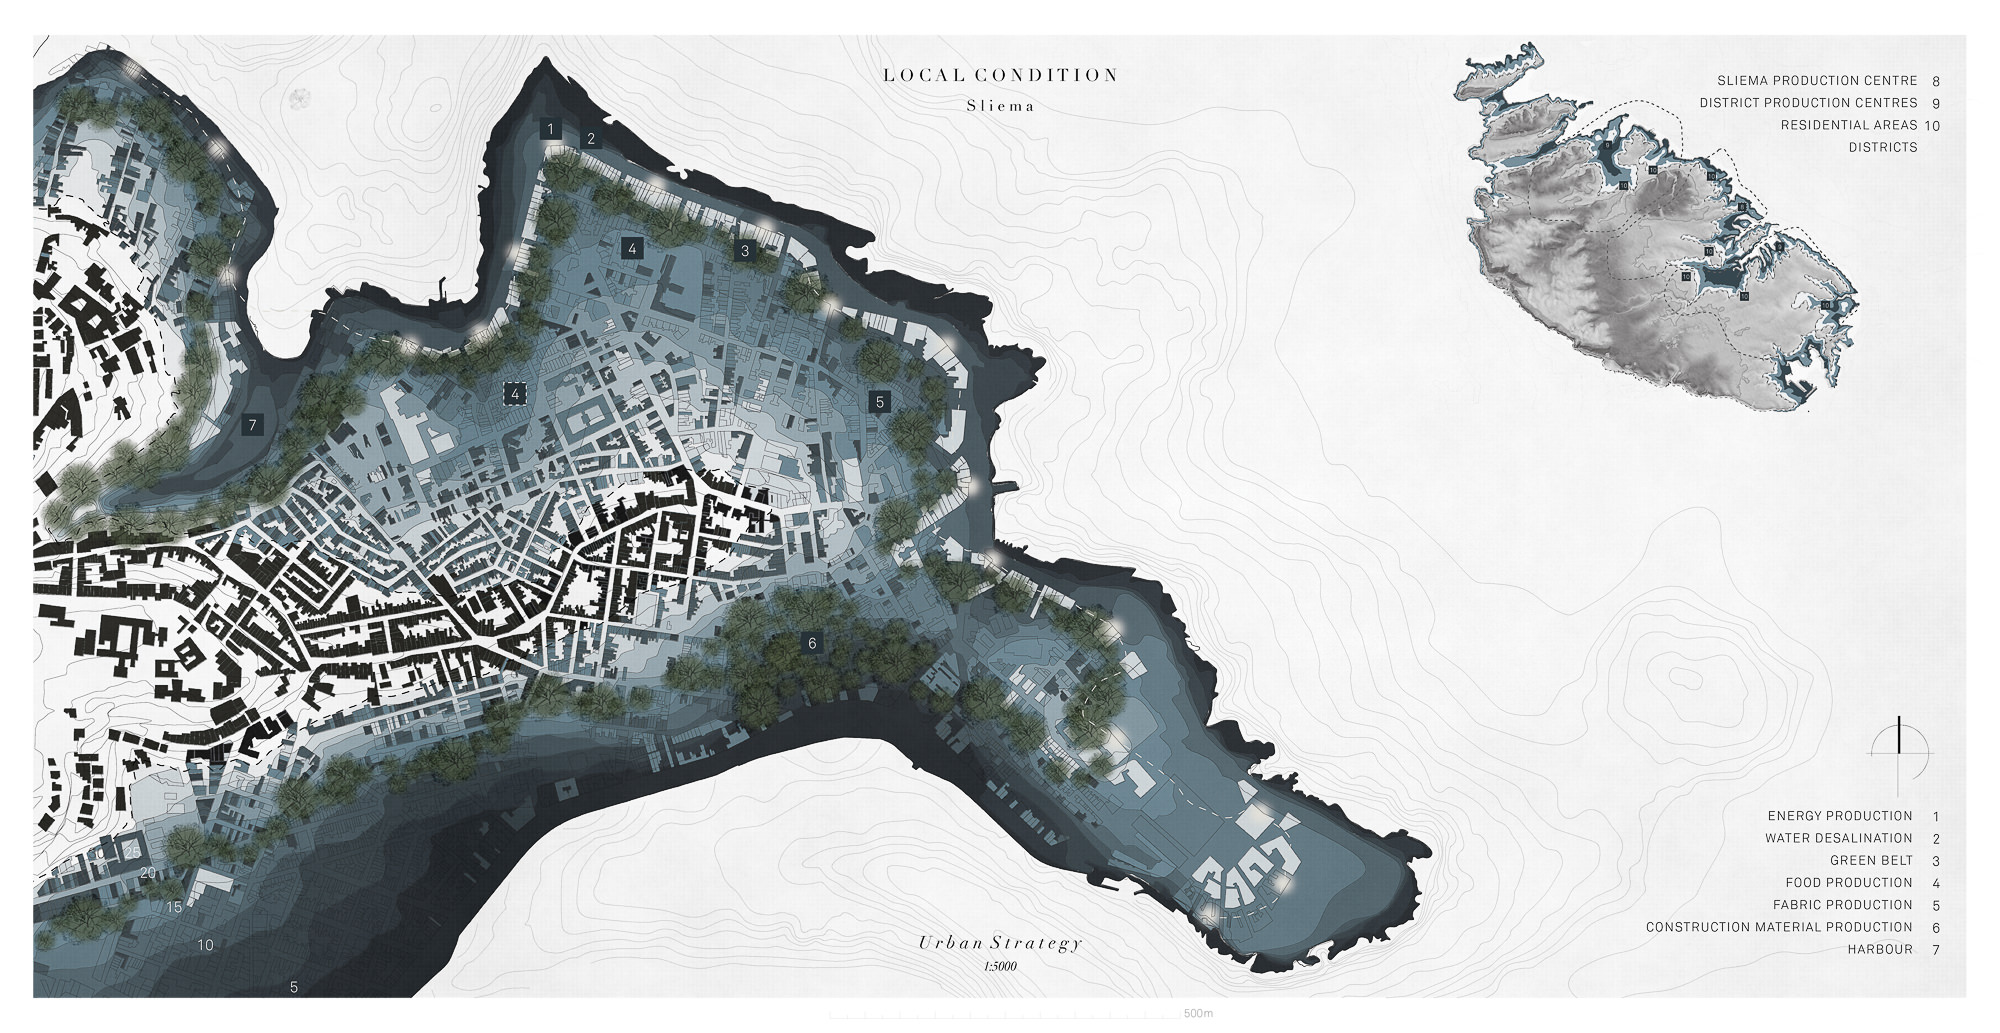 LOCAL CONDITION
Sliema
SLIEMA PRODUCTION CENTRE 8
DISTRICT PRODUCTION CENTRES 9
RESIDENTIAL AREAS 10
DISTRICTS
1
2
4
3
4
5
7
6
25
20
15
10
5
ENERGY PRODUCTION 1
WATER DESALINATION 2
GREEN BELT 3
FOOD PRODUCTION 4
FABRIC PRODUCTION 5
CONSTRUCTION MATERIAL PRODUCTION 6
HARBOUR 7
Urban Strategy
1:5000
500m